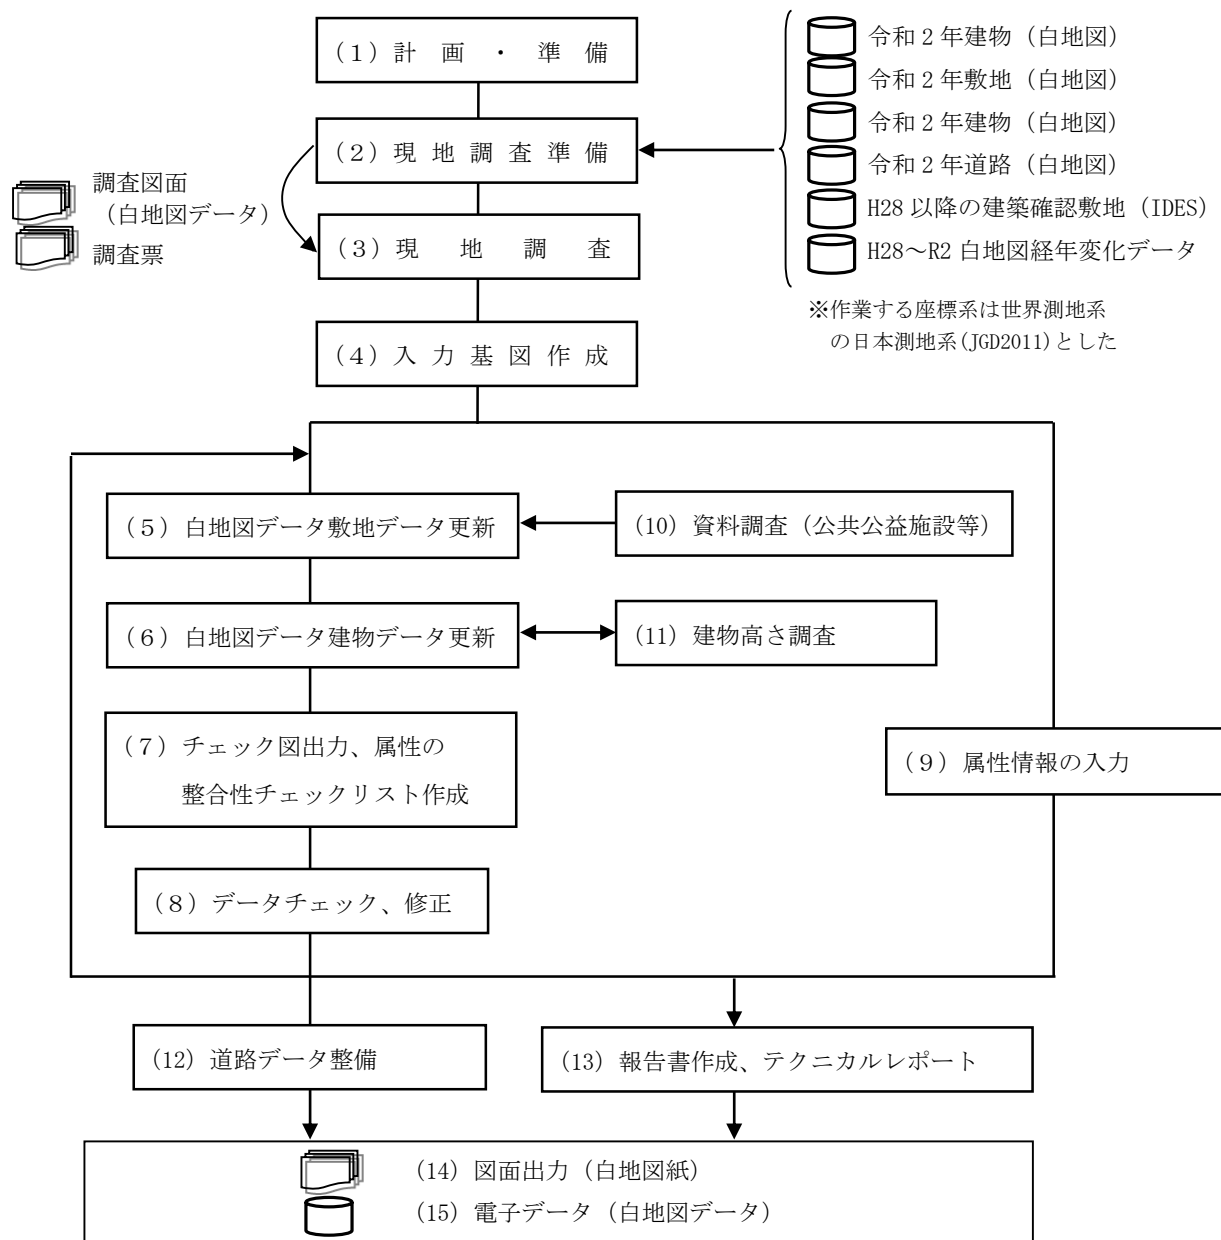 (１) 計 画 ・ 準 備
(２) 現 地 調 査 準 備
調査図面
（白地図データ）
調査票
(３) 現 地 調 査
(４) 入 力 基 図 作 成
令和 2 年建物（白地図）
令和 2 年敷地（白地図）
令和 2 年建物（白地図）
令和 2 年道路（白地図）
H28 以降の建築確認敷地（IDES）
H28～R2 白地図経年変化データ
※作業する座標系は世界測地系
の日本測地系(JGD2011)とした
(５) 白地図データ敷地データ更新
(10) 資料調査（公共公益施設等）
(６) 白地図データ建物データ更新
(11) 建物高さ調査
(７) チェック図出力、属性の
整合性チェックリスト作成
(９) 属性情報の入力
(８) データチェック、修正
(12) 道路データ整備
(13) 報告書作成、テクニカルレポート
(14) 図面出力（白地図紙）
(15) 電子データ（白地図データ）